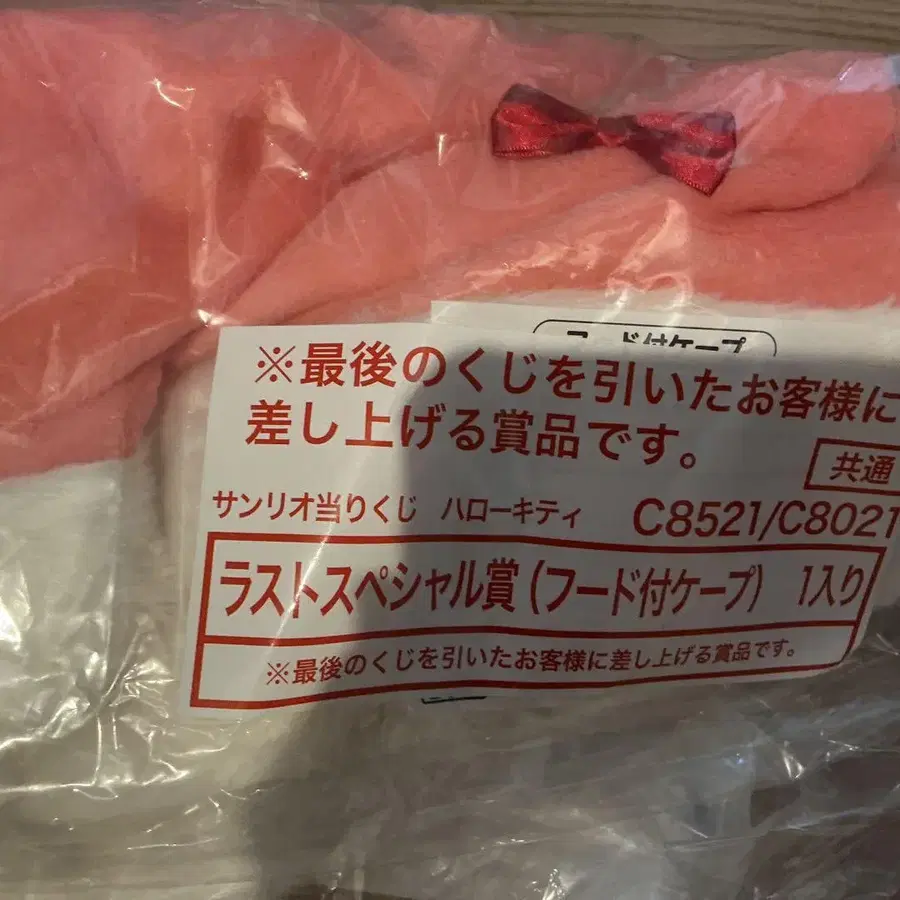 フード付ケープ
※最後のくじを引いたお客様に
差し上げる賞品です。
共通
サンリオ当りくじ ハローキティ C8521/C8021
ラストスペシャル賞(フード付ケープ) 1入り
※最後のくじを引いたお客様に差し上げる賞品です。